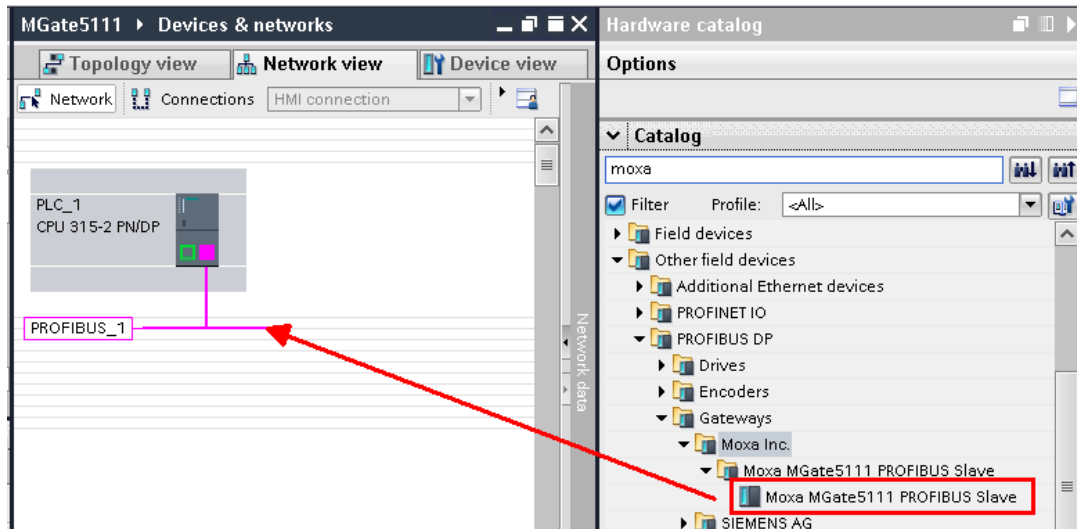 MGate5111 ▸ Devices & networks
Topology view
Network view
Device view
Network
Connections
HMI connection
PLC_1
CPU 315-2 PN/DP
PROFIBUS_1
Network data
Hardware catalog
Options
Catalog
moxa
Filter
Profile:
<All>
Field devices
Other field devices
Additional Ethernet devices
PROFINET IO
PROFIBUS DP
Drives
Encoders
Gateways
Moxa Inc.
Moxa MGate5111 PROFIBUS Slave
Moxa MGate5111 PROFIBUS Slave
SIEMENS AG